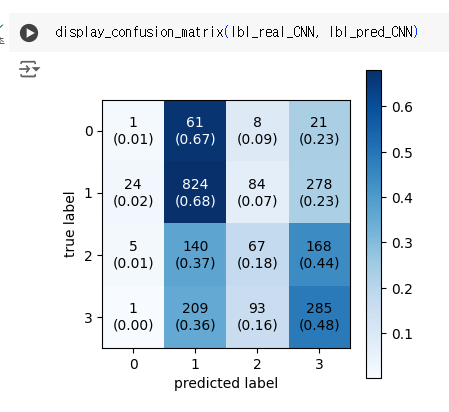 display_confusion_matrix(lbl_real_CNN, lbl_pred_CNN)
0 1 61 8 21
(0.01) (0.67) (0.09) (0.23)
0.6
1 24 824 84 278
(0.02) (0.68) (0.07) (0.23)
0.5
0.4
2 5 140 67 168
(0.01) (0.37) (0.18) (0.44)
0.3
0.2
3 1 209 93 285
(0.00) (0.36) (0.16) (0.48)
0.1
0 1 2 3
true label
predicted label